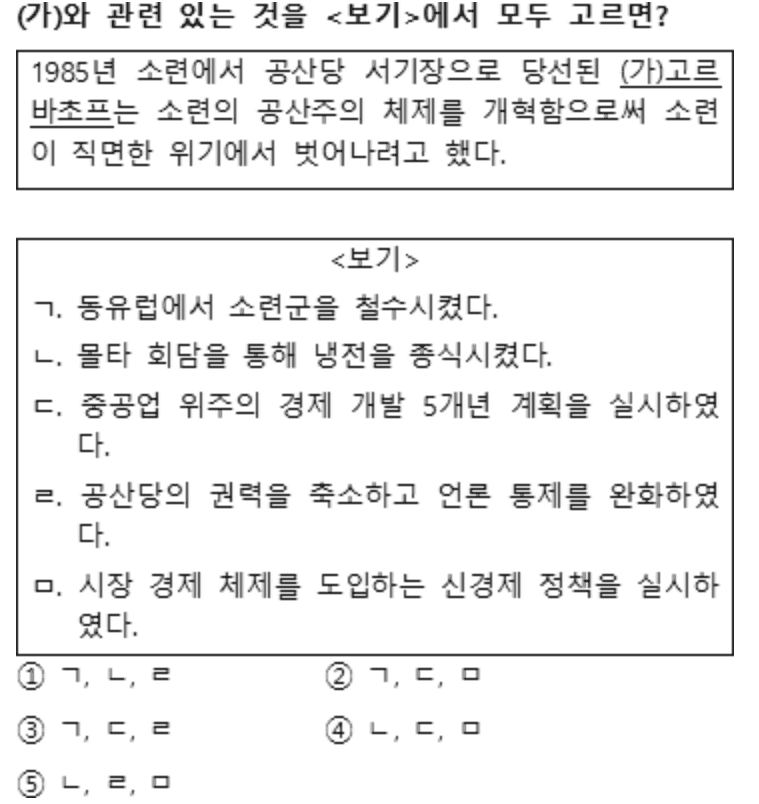 (가)와 관련 있는 것을 <보기>에서 모두 고르면?
1985년 소련에서 공산당 서기장으로 당선된 (가)고르
바초프는 소련의 공산주의 체제를 개혁함으로써 소련
이 직면한 위기에서 벗어나려고 했다.
<보기>
ㄱ. 동유럽에서 소련군을 철수시켰다.
ㄴ. 몰타 회담을 통해 냉전을 종식시켰다.
ㄷ. 중공업 위주의 경제 개발 5개년 계획을 실시하였
다.
ㄹ. 공산당의 권력을 축소하고 언론 통제를 완화하였
다.
ㅁ. 시장 경제 체제를 도입하는 신경제 정책을 실시하
였다.
① ㄱ, ㄴ, ㄹ ② ㄱ, ㄷ, ㅁ
③ ㄱ, ㄷ, ㄹ ④ ㄴ, ㄷ, ㅁ
⑤ ㄴ, ㄹ, ㅁ